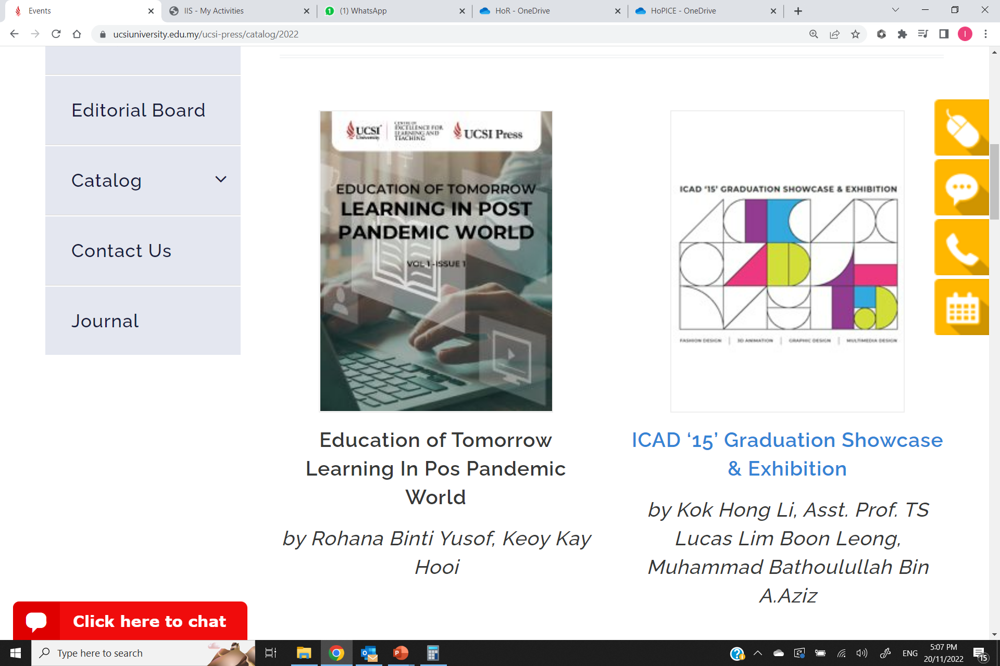 Events
IIS - My Activities
(1) WhatsApp
HoR - OneDrive
HoPICE - OneDrive
ucsiuniversity.edu.my/ucsi-press/catalog/2022
I
Editorial Board
Catalog
Contact Us
Journal
UCSI
University
CENTRE OF
EXCELLENCE FOR
LEARNING AND
TEACHING
UCSI Press
EDUCATION OF TOMORROW
LEARNING IN POST
PANDEMIC WORLD
VOL 1 - ISSUE 1
Education of Tomorrow
Learning In Pos Pandemic
World
by Rohana Binti Yusof, Keoy Kay
Hooi
ICAD ‘15’ GRADUATION SHOWCASE & EXHIBITION
FASHION DESIGN | 3D ANIMATION | GRAPHIC DESIGN | MULTIMEDIA DESIGN
ICAD ‘15’ Graduation Showcase
& Exhibition
by Kok Hong Li, Asst. Prof. TS
Lucas Lim Boon Leong,
Muhammad Bathoulullah Bin
A.Aziz
Click here to chat
Type here to search
ENG
5:07 PM
20/11/2022
15